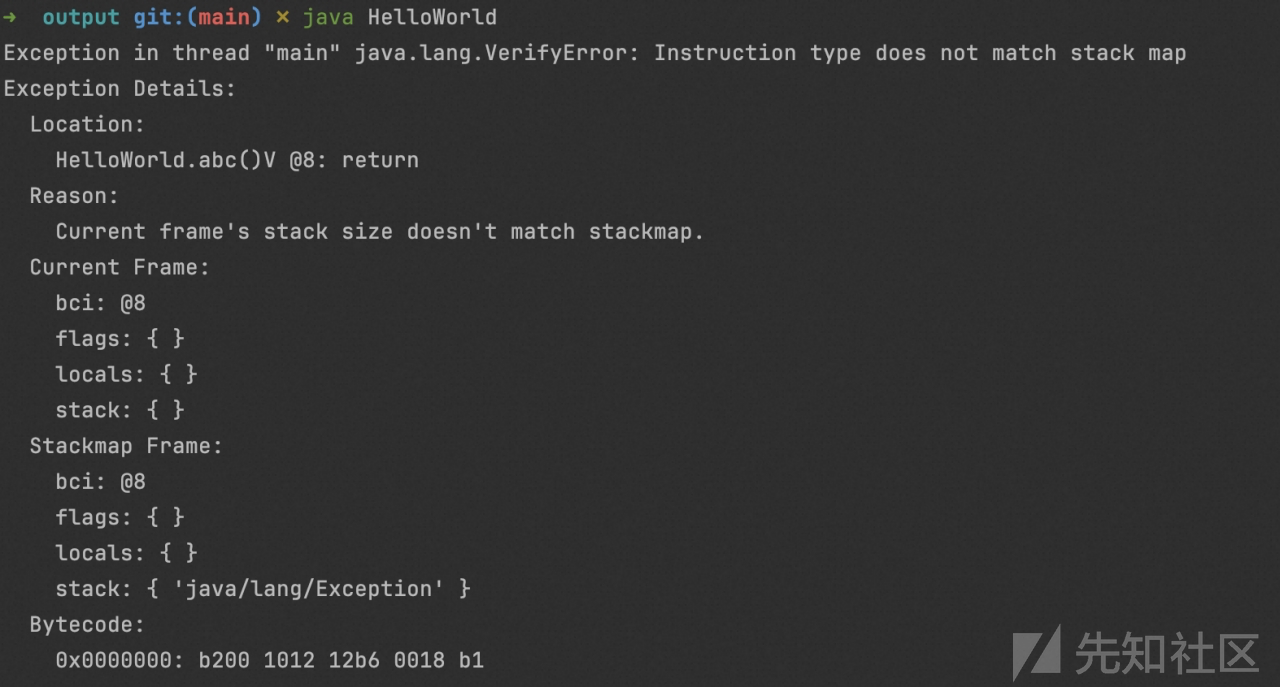 ➜  output git:(main) ✗ java HelloWorld
Exception in thread "main" java.lang.VerifyError: Instruction type does not match stack map
Exception Details:
  Location:
    HelloWorld.abc()V @8: return
  Reason:
    Current frame's stack size doesn't match stackmap.
  Current Frame:
    bci: @8
    flags: { }
    locals: { }
    stack: { }
  Stackmap Frame:
    bci: @8
    flags: { }
    locals: { }
    stack: { 'java/lang/Exception' }
  Bytecode:
    0x0000000: b200 1012 12b6 0018 b1
先知社区